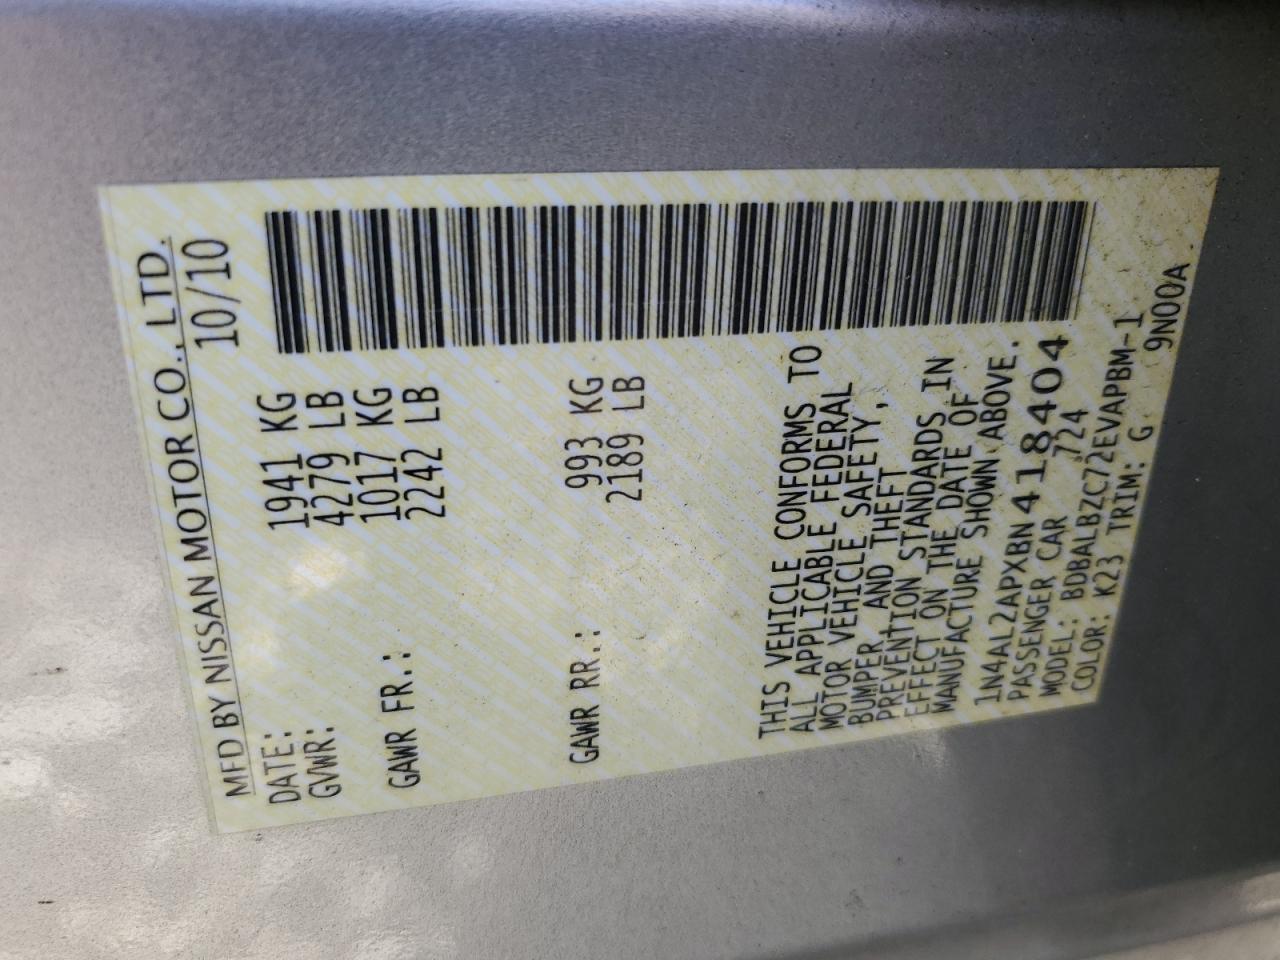 MFD BY NISSAN MOTOR CO., LTD.
DATE: 10/10
GVWR: 1941 KG
4279 LB
GAWR FR.: 1017 KG
2242 LB
GAWR RR.: 993 KG
2189 LB
THIS VEHICLE CONFORMS TO
ALL APPLICABLE FEDERAL
MOTOR VEHICLE SAFETY,
BUMPER AND THEFT
PREVENTION STANDARDS IN
EFFECT ON THE DATE OF
MANUFACTURE SHOWN ABOVE.
1N4AL2APXBN418404
PASSENGER CAR ,724
MODEL: BDBALBZC72EVAPBM-1
COLOR: K23 TRIM: G 9N00A